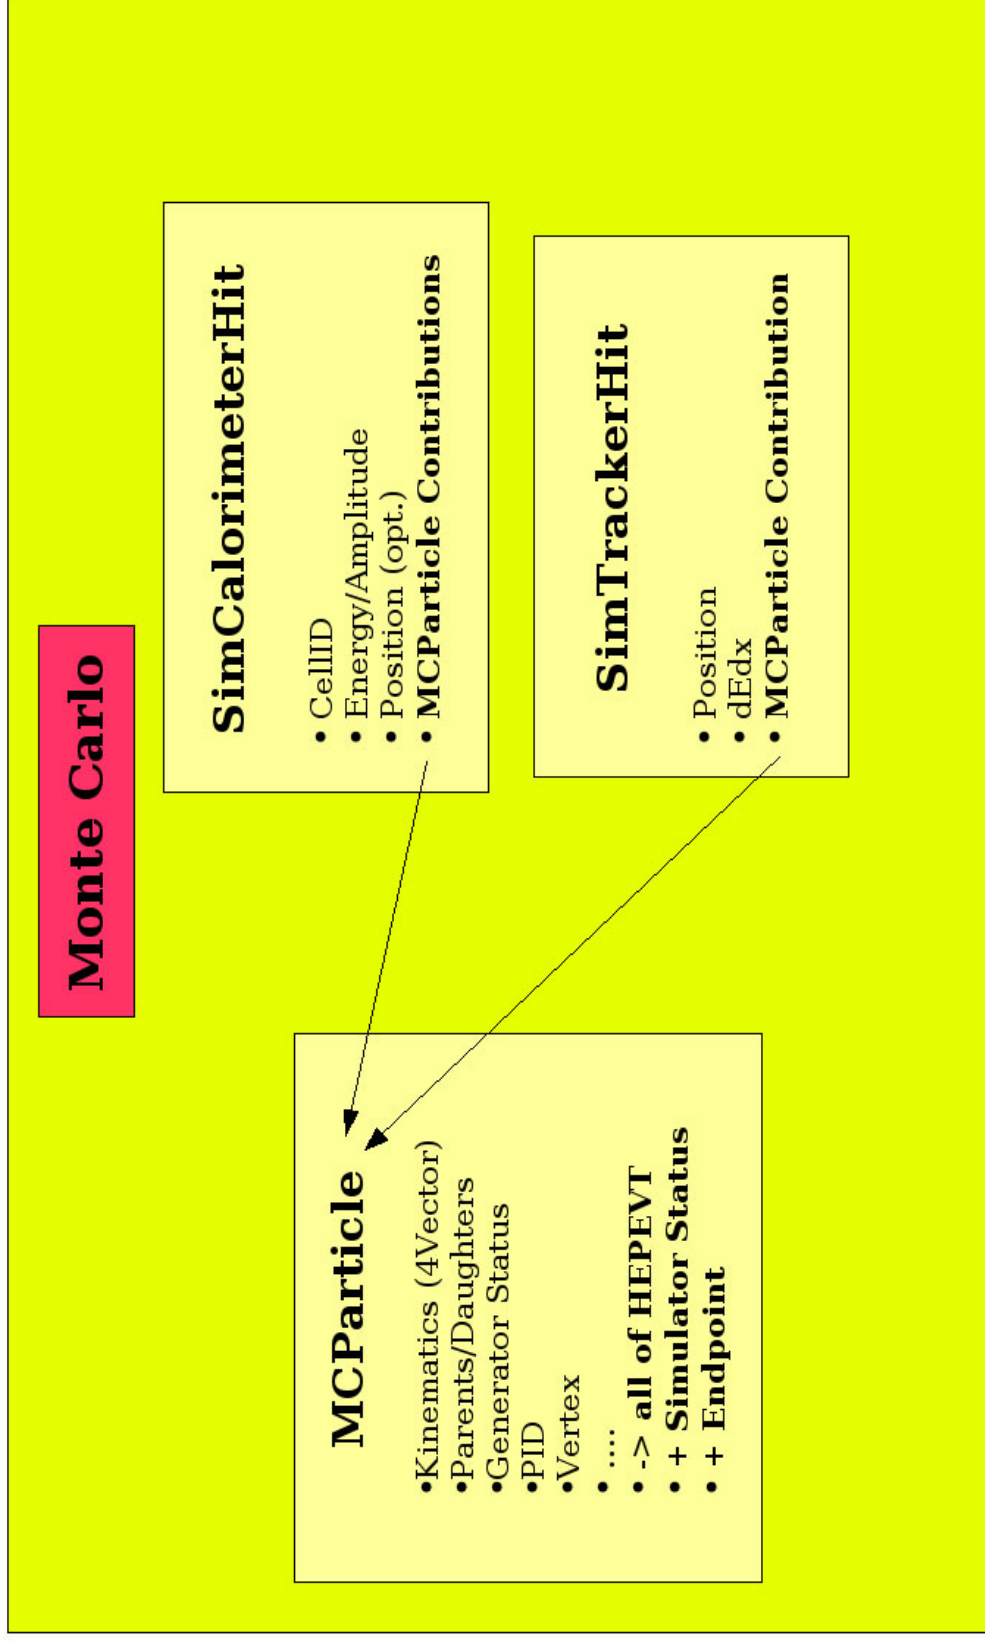 Monte Carlo
MCParticle
•Kinematics (4Vector)
•Parents/Daughters
•Generator Status
•PID
•Vertex
• ....
• -> all of HEPEVT
• + Simulator Status
• + Endpoint
SimCalorimeterHit
• CellID
• Energy/Amplitude
• Position (opt.)
• MCParticle Contributions
SimTrackerHit
• Position
• dEdx
• MCParticle Contribution